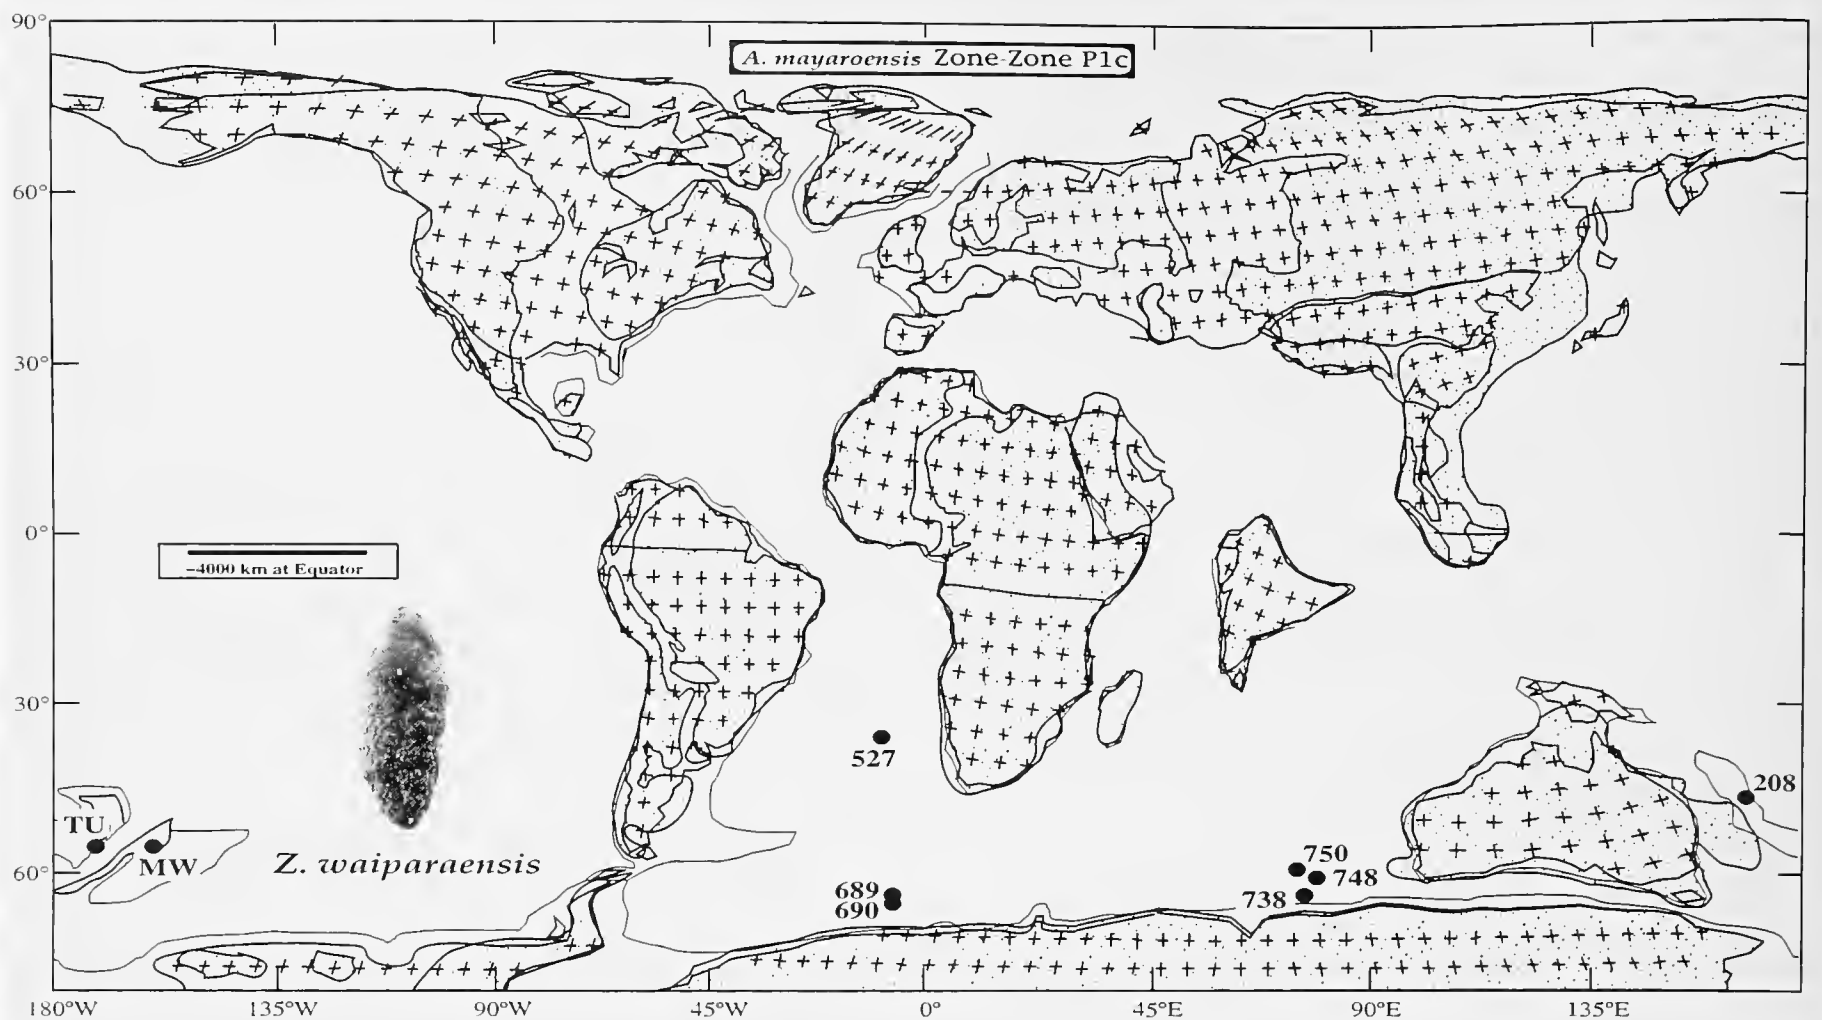 90°
A. mayaroensis Zone-Zone P1c
60°
30°
0°
~4000 km at Equator
30°
527
208
TU
MW
Z. waiparaensis
750
748
738
689
690
60°
180°W
135°W
90°W
45°W
0°
45°E
90°E
135°E